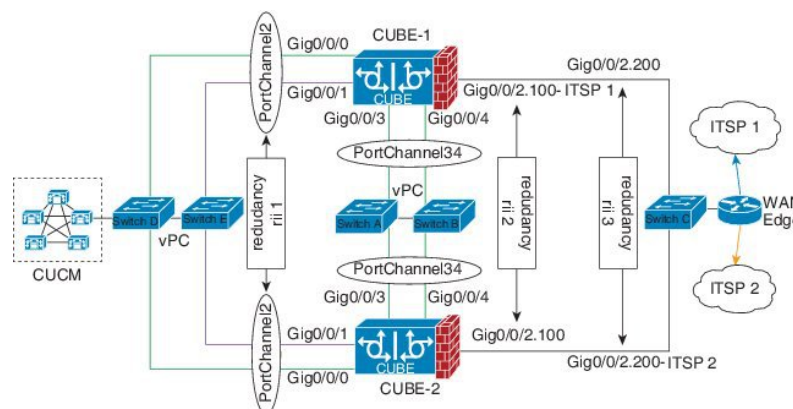 PortChannel2
Gig0/0/0
CUBE-1
Gig0/0/1
CUBE
Gig0/0/2.200
Gig0/0/2.100-ITSP 1
Gig0/0/3
Gig0/0/4
PortChannel34
ITSP 1
redudancy
rii 1
vPC
redudancy
rii 2
redudancy
rii 3
Switch D
Switch E
Switch A
Switch B
Switch C
WAN
Edge
vPC
CUCM
PortChannel34
ITSP 2
PortChannel2
Gig0/0/3
Gig0/0/4
Gig0/0/1
Gig0/0/2.100
CUBE
Gig0/0/0
Gig0/0/2.200-ITSP 2
CUBE-2